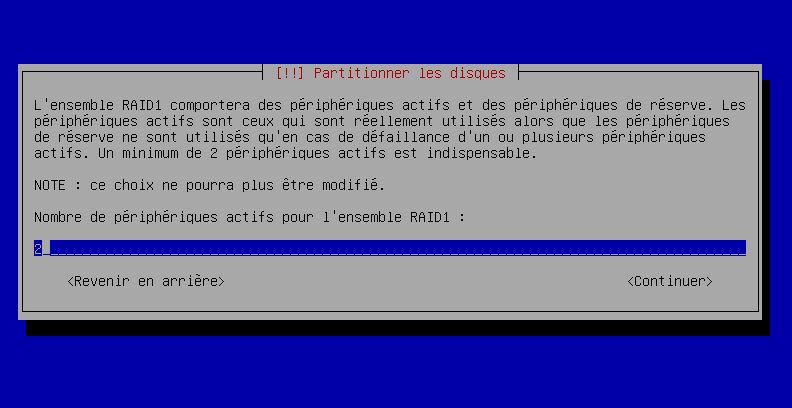 [!!] Partitionner les disques
L'ensemble RAID1 comportera des périphériques actifs et des périphériques de réserve. Les
périphériques actifs sont ceux qui sont réellement utilisés alors que les périphériques
de réserve ne sont utilisés qu'en cas de défaillance d'un ou plusieurs périphériques
actifs. Un minimum de 2 périphériques actifs est indispensable.
NOTE : ce choix ne pourra plus être modifié.
Nombre de périphériques actifs pour l'ensemble RAID1 :
2
<Revenir en arrière> <Continuer>